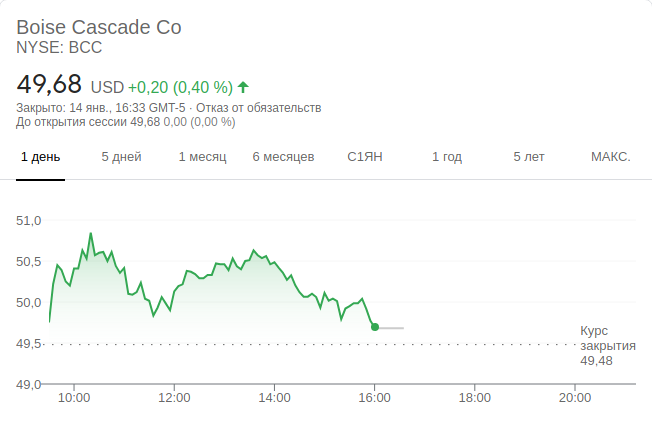 Boise Cascade Co
NYSE: BCC
49,68 USD +0,20 (0,40 %)
Закрыто: 14 янв., 16:33 GMT-5 · Отказ от обязательств
До открытия сессии 49,68 0,00 (0,00 %)
1 день 5 дней 1 месяц 6 месяцев С1ЯН 1 год 5 лет МАКС.
51,0
50,5
50,0
49,5
49,0
Курс
закрытия
49,48
10:00 12:00 14:00 16:00 18:00 20:00